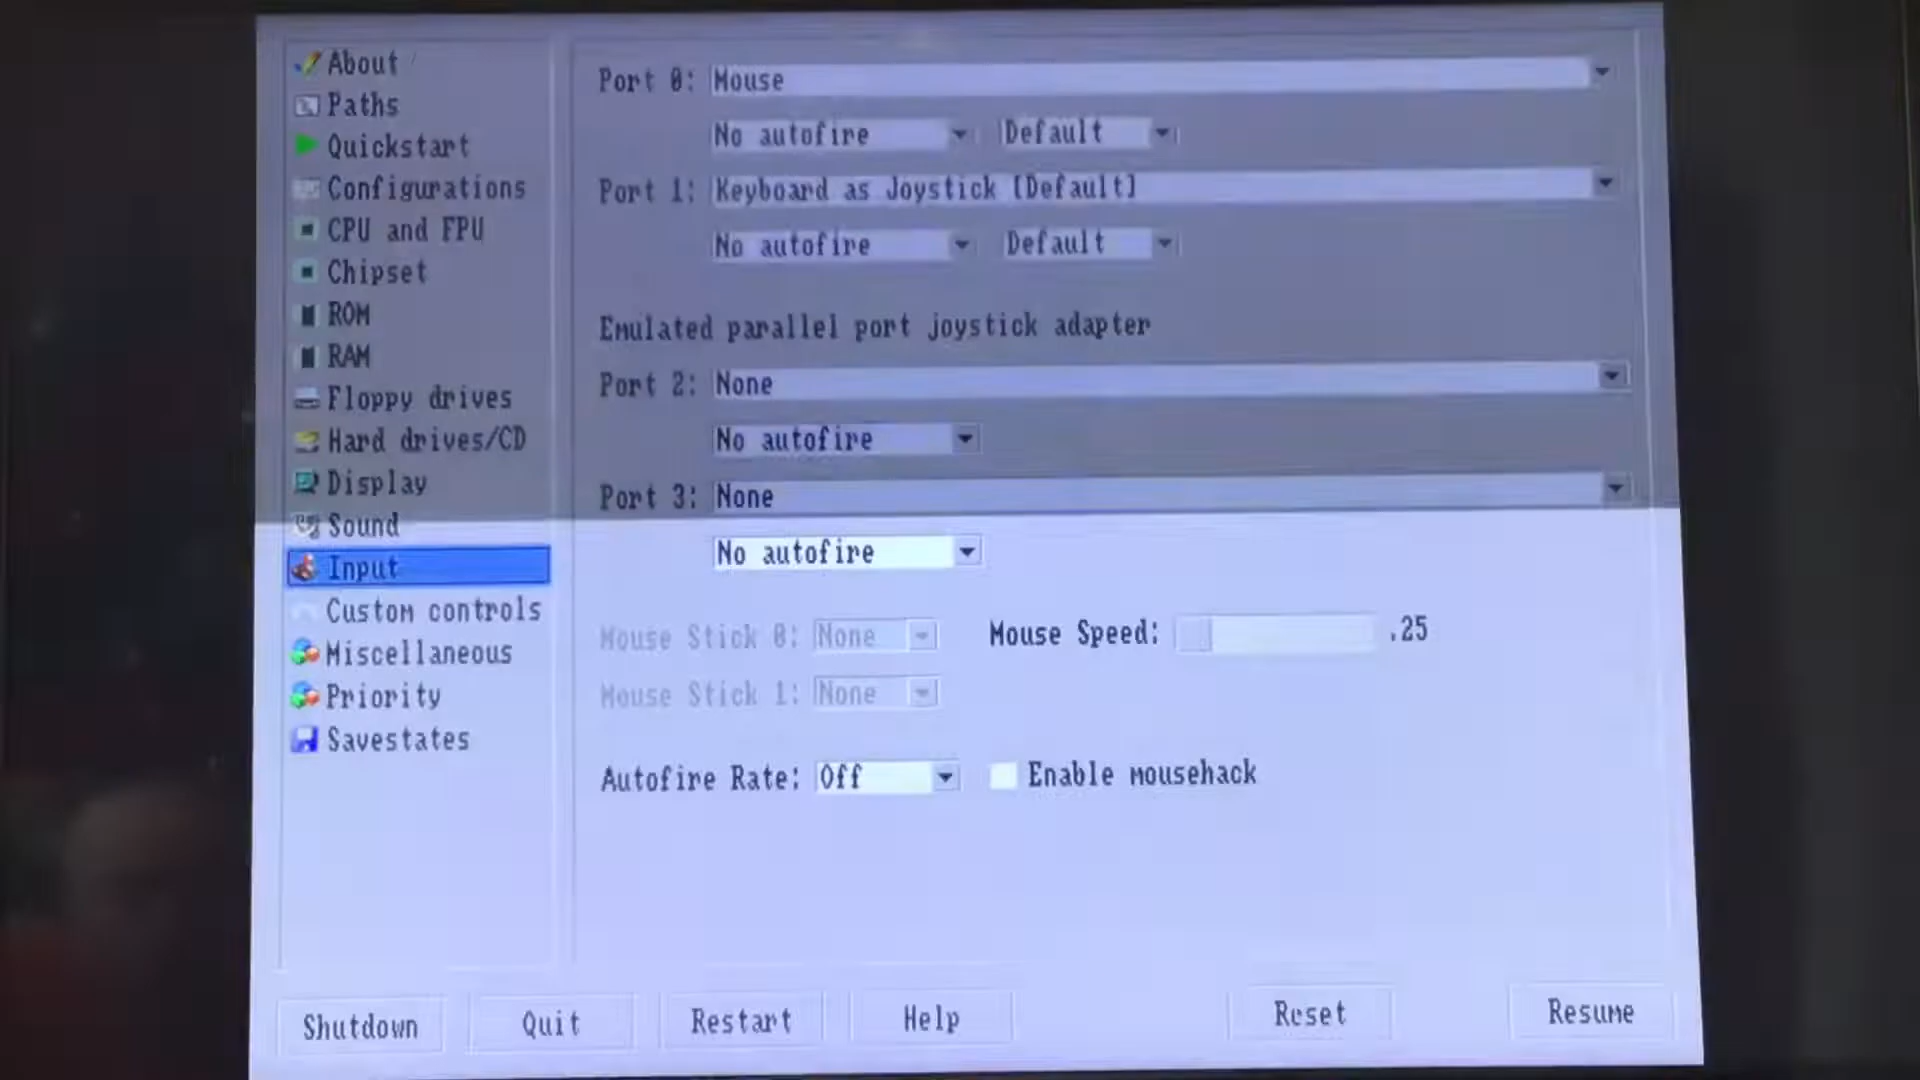 About
Paths
Quickstart
Configurations
CPU and FPU
Chipset
ROM
RAM
Floppy drives
Hard drives/CD
Display
Sound
Input
Custom controls
Miscellaneous
Priority
Savestates
Port 0: Mouse
No autofire Default
Port 1: Keyboard as Joystick [Default]
No autofire Default
Emulated parallel port joystick adapter
Port 2: None
No autofire
Port 3: None
No autofire
Mouse Stick 0: None Mouse Speed: .25
Mouse Stick 1: None
Autofire Rate: Off Enable mousehack
Shutdown Quit Restart Help Reset Resume